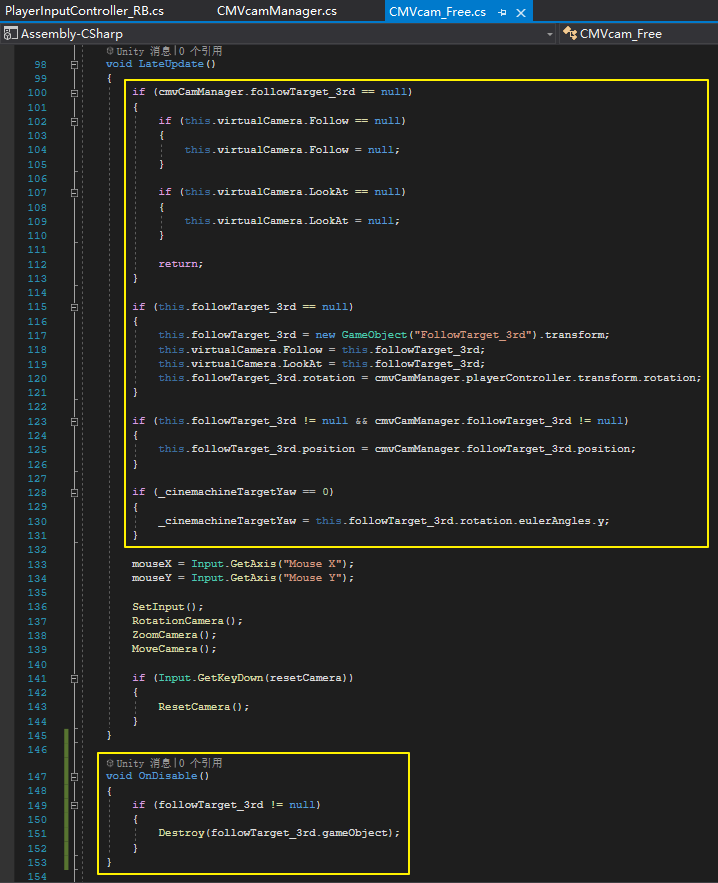 PlayerInputController_RB.cs CMVcamManager.cs CMVcam_Free.cs
Assembly-CSharp CMVcam_Free
Unity 消息|0 个引用
98 void LateUpdate()
99 {
100 if (cmvCamManager.followTarget_3rd == null)
101 {
102 if (this.virtualCamera.Follow == null)
103 {
104 this.virtualCamera.Follow = null;
105 }
106
107 if (this.virtualCamera.LookAt == null)
108 {
109 this.virtualCamera.LookAt = null;
110 }
111
112 return;
113 }
114
115 if (this.followTarget_3rd == null)
116 {
117 this.followTarget_3rd = new GameObject("FollowTarget_3rd").transform;
118 this.virtualCamera.Follow = this.followTarget_3rd;
119 this.virtualCamera.LookAt = this.followTarget_3rd;
120 this.followTarget_3rd.rotation = cmvCamManager.playerController.transform.rotation;
121 }
122
123 if (this.followTarget_3rd != null && cmvCamManager.followTarget_3rd != null)
124 {
125 this.followTarget_3rd.position = cmvCamManager.followTarget_3rd.position;
126 }
127
128 if (_cinemachineTargetYaw == 0)
129 {
130 _cinemachineTargetYaw = this.followTarget_3rd.rotation.eulerAngles.y;
131 }
132
133 mouseX = Input.GetAxis("Mouse X");
134 mouseY = Input.GetAxis("Mouse Y");
135
136 SetInput();
137 RotationCamera();
138 ZoomCamera();
139 MoveCamera();
140
141 if (Input.GetKeyDown(resetCamera))
142 {
143 ResetCamera();
144 }
145 }
146
Unity 消息|0 个引用
147 void OnDisable()
148 {
149 if (followTarget_3rd != null)
150 {
151 Destroy(followTarget_3rd.gameObject);
152 }
153 }
154